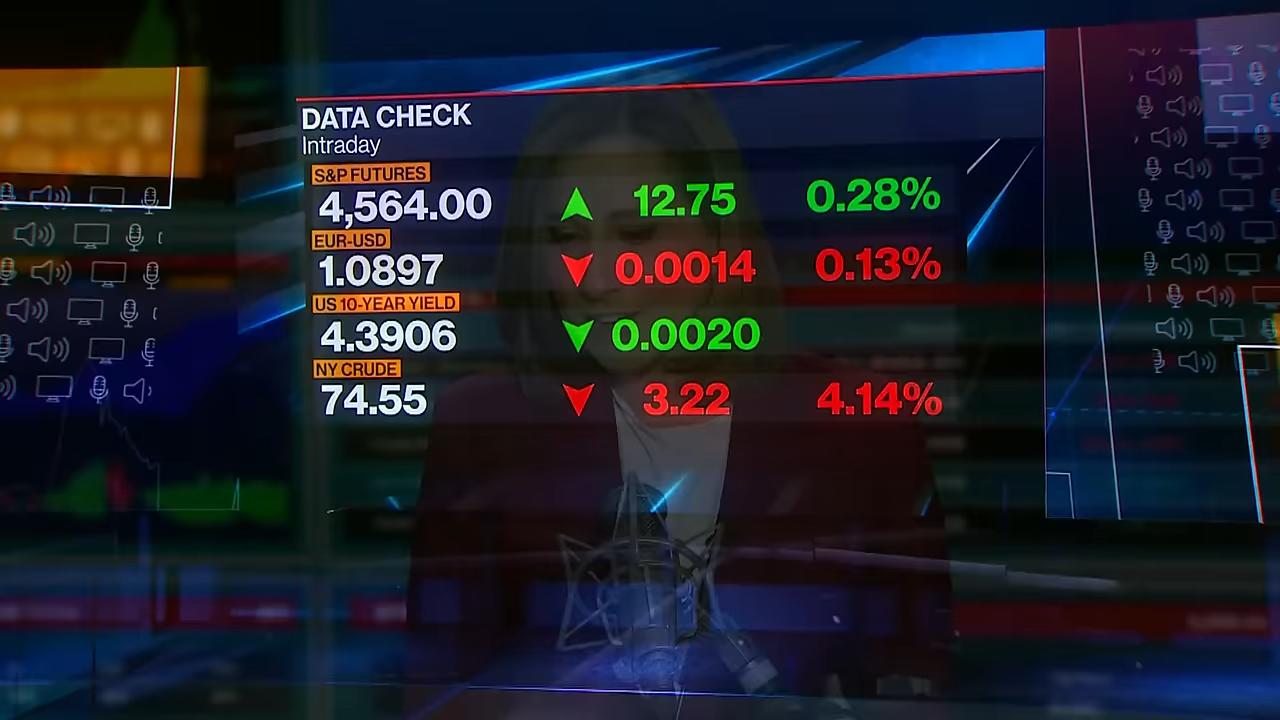 DATA CHECK
Intraday
S&P FUTURES
4,564.00 12.75 0.28%
EUR-USD
1.0897 0.0014 0.13%
US 10-YEAR YIELD
4.3906 0.0020
NY CRUDE
74.55 3.22 4.14%